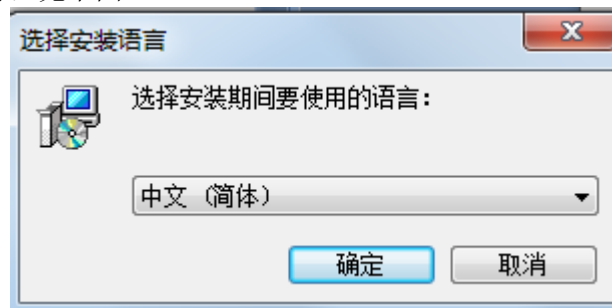 选择安装语言
选择安装期间要使用的语言：
中文 （简体）
确定
取消